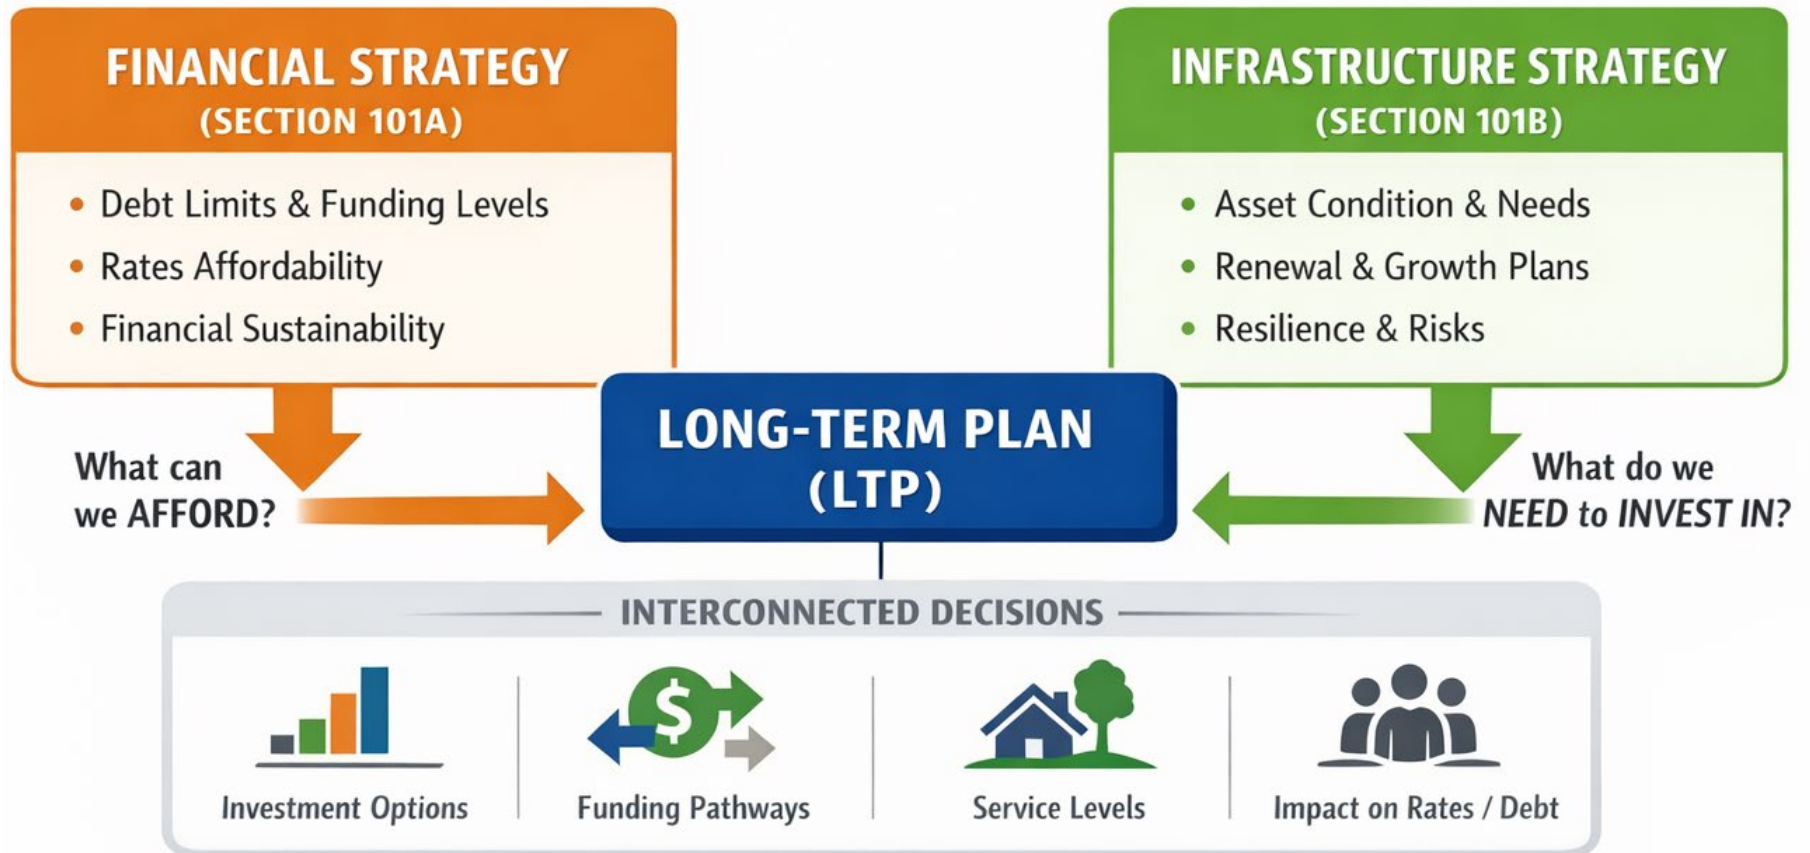 FINANCIAL STRATEGY
(SECTION 101A)
• Debt Limits & Funding Levels
• Rates Affordability
• Financial Sustainability
What can
we AFFORD?
INFRASTRUCTURE STRATEGY
(SECTION 101B)
• Asset Condition & Needs
• Renewal & Growth Plans
• Resilience & Risks
What do we
NEED to INVEST IN?
LONG-TERM PLAN
(LTP)
INTERCONNECTED DECISIONS
$
Investment Options
Funding Pathways
Service Levels
Impact on Rates / Debt